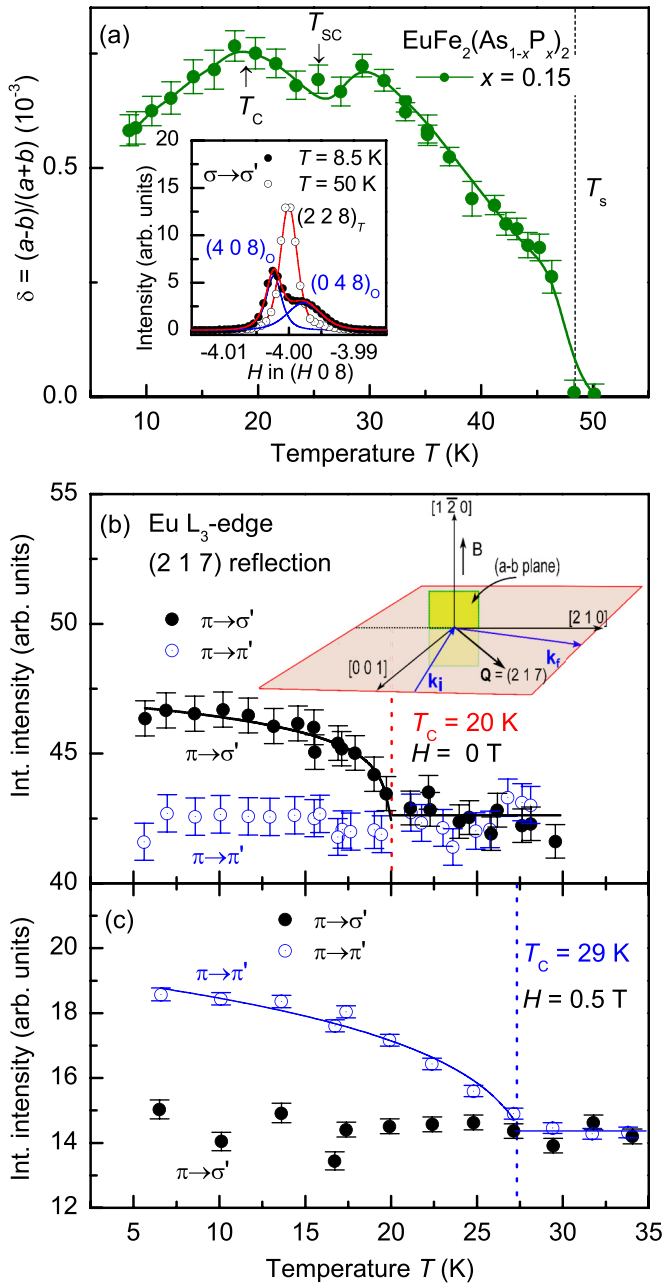 (a)
T_SC
EuFe₂(As₁₋ₓPₓ)₂
x = 0.15
T_C
T_s
δ = (a-b)/(a+b) (10⁻³)
0.5
0.0
20
15
10
5
0
Intensity (arb. units)
σ→σ'
T = 8.5 K
T = 50 K
(2 2 8)_T
(4 0 8)_O
(0 4 8)_O
-4.01 -4.00 -3.99
H in (H 0 8)
10 20 30 40 50
Temperature T (K)
(b)
Eu L₃-edge
(2 1 7) reflection
π→σ'
π→π'
[1 2̅ 0]
B
(a-b plane)
[2 1 0]
[0 0 1]
k_i
k_f
Q = (2 1 7)
T_C = 20 K
H = 0 T
π→σ'
π→π'
55
50
45
40
Int. intensity (arb. units)
(c)
π→σ'
π→π'
π→π'
T_C = 29 K
H = 0.5 T
π→σ'
20
18
16
14
12
Int. intensity (arb. units)
5 10 15 20 25 30 35
Temperature T (K)